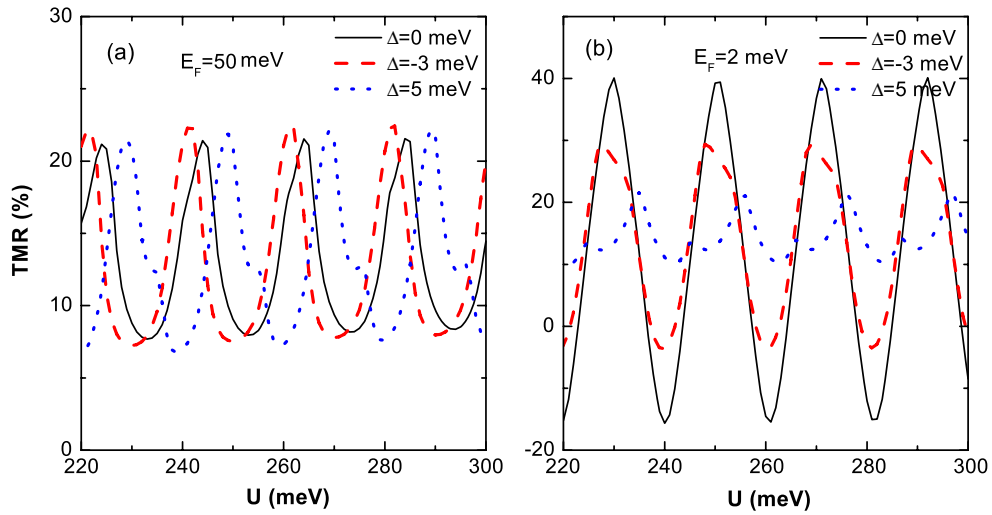 (a)
E_F=50 meV
Δ=0 meV
Δ=-3 meV
Δ=5 meV
30
20
10
0
TMR (%)
220 240 260 280 300
U (meV)
(b)
E_F=2 meV
Δ=0 meV
Δ=-3 meV
Δ=5 meV
40
20
0
-20
220 240 260 280 300
U (meV)